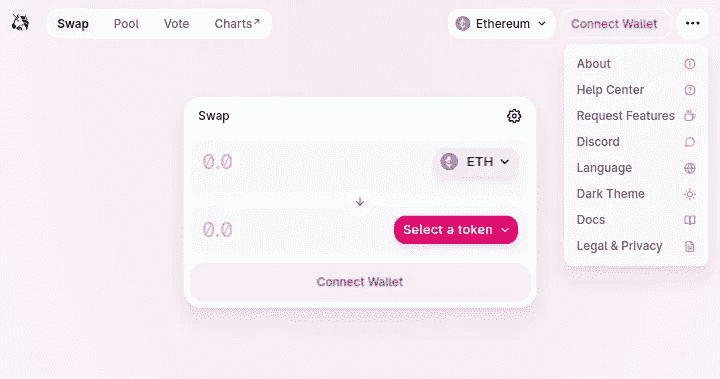 Swap Pool Vote Charts↗ Ethereum Connect Wallet ...
About
Help Center
Request Features
Discord
Language
Dark Theme
Docs
Legal & Privacy
Swap
0.0 ETH
0.0 Select a token
Connect Wallet